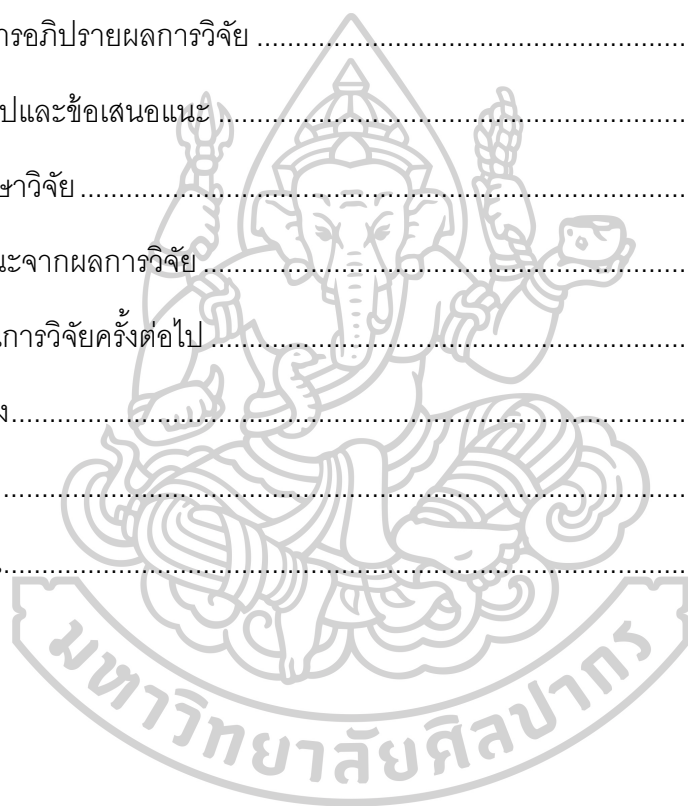 ารอภิปรายผลการวิจัย
ปและข้อเสนอแนะ
ษาวิจัย
นะจากผลการวิจัย
นการวิจัยครั้งต่อไป
ง
มหาวิทยาลัยศิลปากร